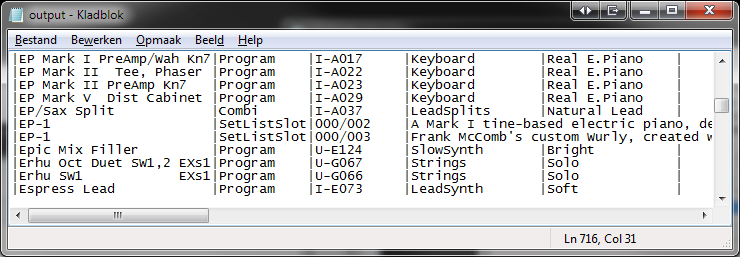 output - Kladblok
Bestand Bewerken Opmaak Beeld Help
|EP Mark I PreAmp/Wah Kn7|Program |I-A017 |Keyboard |Real E.Piano |
|EP Mark II  Tee, Phaser |Program |I-A022 |Keyboard |Real E.Piano |
|EP Mark II PreAmp Kn7 |Program |I-A023 |Keyboard |Real E.Piano |
|EP Mark V  Dist Cabinet |Program |I-A029 |Keyboard |Real E.Piano |
|EP/Sax Split |Combi |I-A037 |LeadSplits |Natural Lead |
|EP-1 |SetListSlot|000/002 |A Mark I tine-based electric piano, de
|EP-1 |SetListSlot|000/003 |Frank McComb's custom Wurly, created w
|Epic Mix Filler |Program |U-E124 |SlowSynth |Bright |
|Erhu Oct Duet SW1,2 EXs1|Program |U-G067 |Strings |Solo |
|Erhu SW1 EXs1|Program |U-G066 |Strings |Solo |
|Espress Lead |Program |I-E073 |LeadSynth |Soft |
Ln 716, Col 31